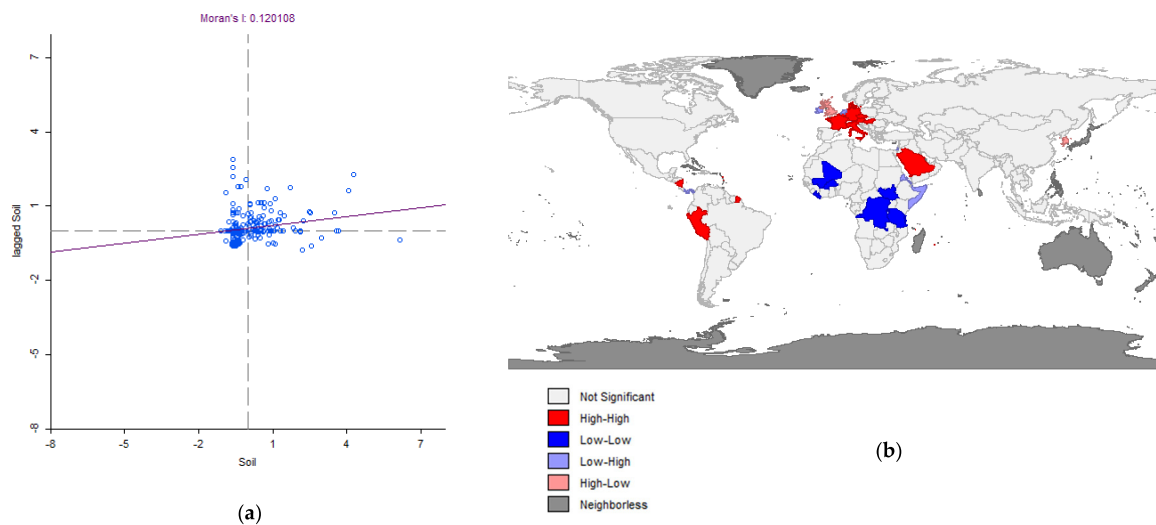 Moran's I: 0.120108
7
4
1
-2
-5
-8
lagged Soil
-8 -5 -2 1 4 7
Soil
(a)
Not Significant
High-High
Low-Low
Low-High
High-Low
Neighborless
(b)